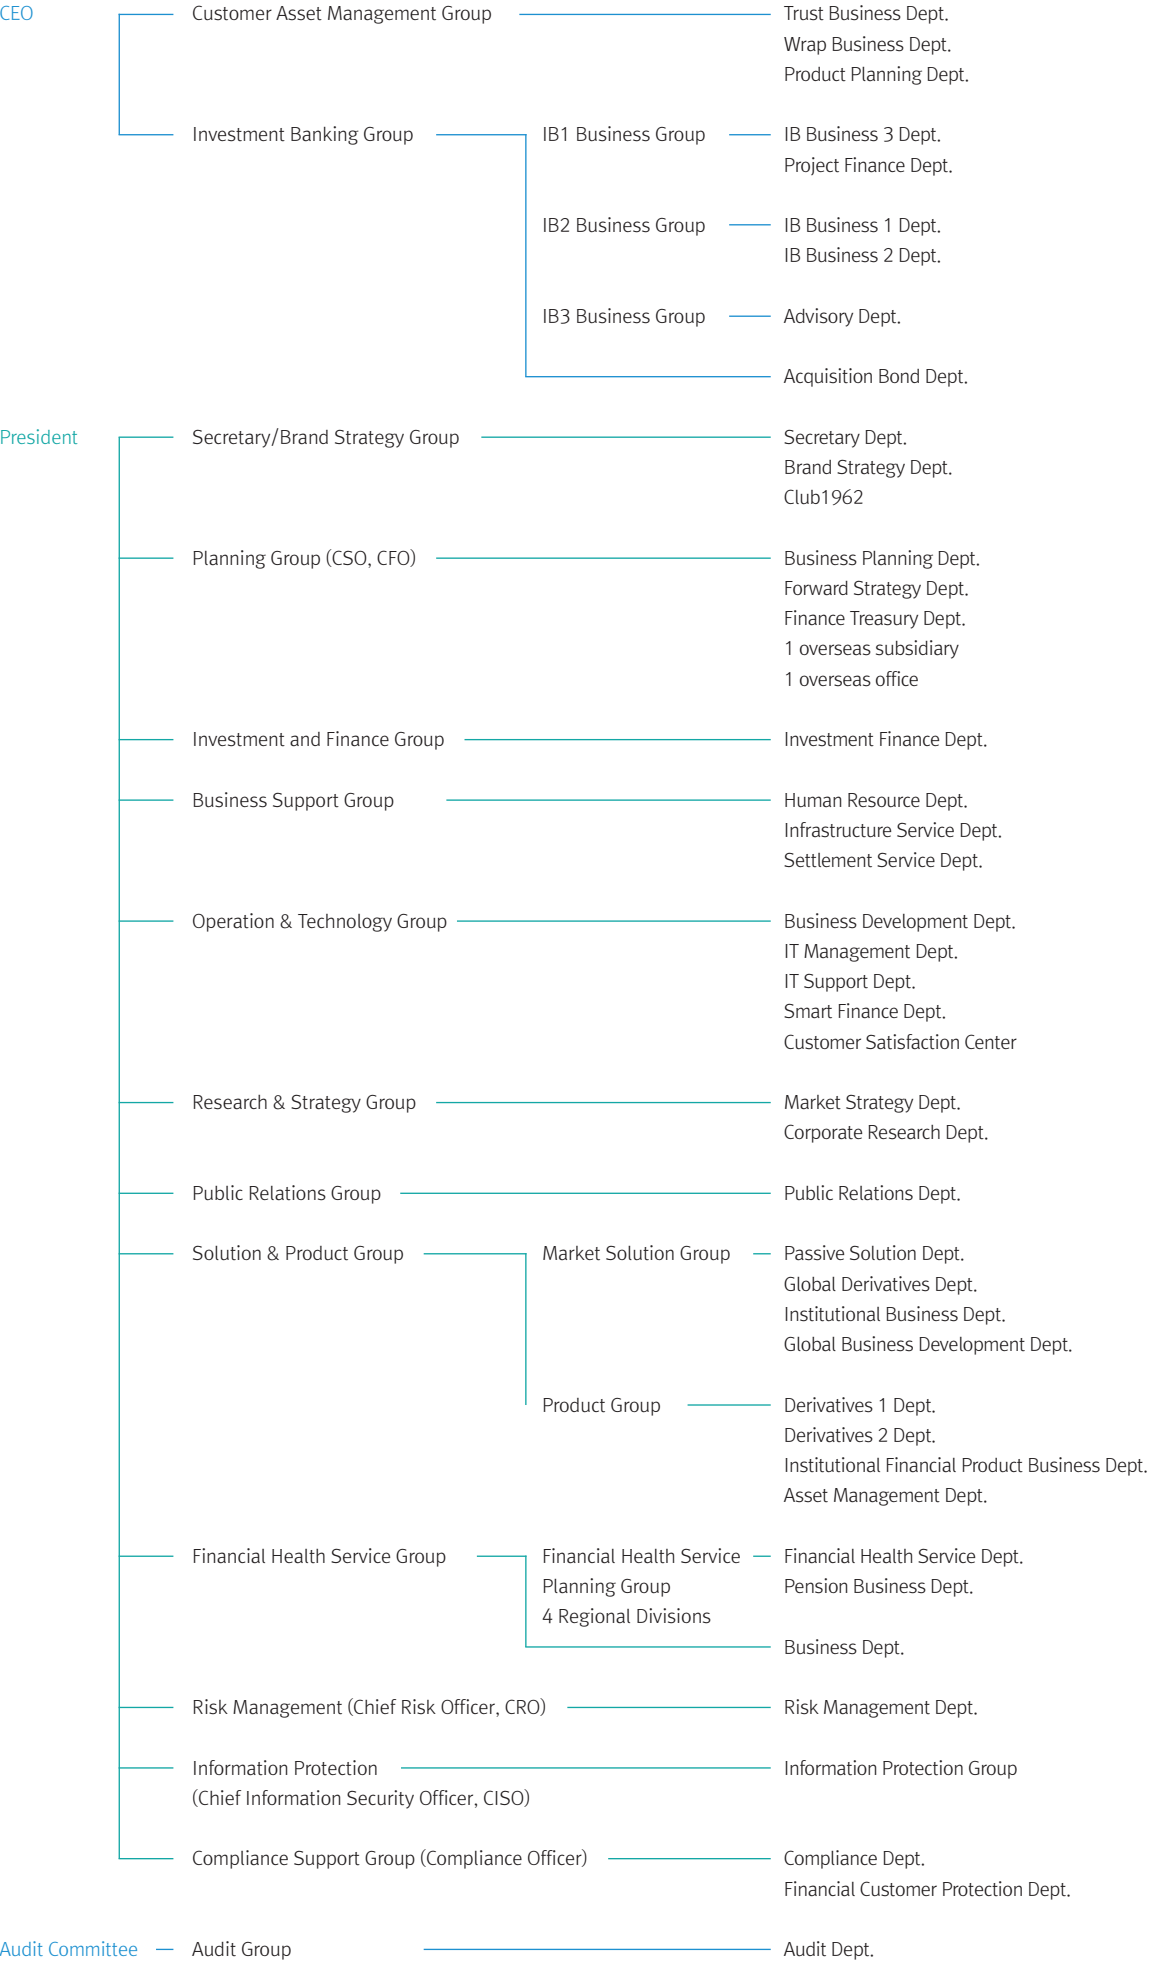 CEO
Customer Asset Management Group
Trust Business Dept.
Wrap Business Dept.
Product Planning Dept.
Investment Banking Group
IB1 Business Group
IB Business 3 Dept.
Project Finance Dept.
IB2 Business Group
IB Business 1 Dept.
IB Business 2 Dept.
IB3 Business Group
Advisory Dept.
Acquisition Bond Dept.
President
Secretary/Brand Strategy Group
Secretary Dept.
Brand Strategy Dept.
Club1962
Planning Group (CSO, CFO)
Business Planning Dept.
Forward Strategy Dept.
Finance Treasury Dept.
1 overseas subsidiary
1 overseas office
Investment and Finance Group
Investment Finance Dept.
Business Support Group
Human Resource Dept.
Infrastructure Service Dept.
Settlement Service Dept.
Operation & Technology Group
Business Development Dept.
IT Management Dept.
IT Support Dept.
Smart Finance Dept.
Customer Satisfaction Center
Research & Strategy Group
Market Strategy Dept.
Corporate Research Dept.
Public Relations Group
Public Relations Dept.
Solution & Product Group
Market Solution Group
Passive Solution Dept.
Global Derivatives Dept.
Institutional Business Dept.
Global Business Development Dept.
Product Group
Derivatives 1 Dept.
Derivatives 2 Dept.
Institutional Financial Product Business Dept.
Asset Management Dept.
Financial Health Service Group
Financial Health Service
Planning Group
4 Regional Divisions
Financial Health Service Dept.
Pension Business Dept.
Business Dept.
Risk Management (Chief Risk Officer, CRO)
Risk Management Dept.
Information Protection
(Chief Information Security Officer, CISO)
Information Protection Group
Compliance Support Group (Compliance Officer)
Compliance Dept.
Financial Customer Protection Dept.
Audit Committee
Audit Group
Audit Dept.